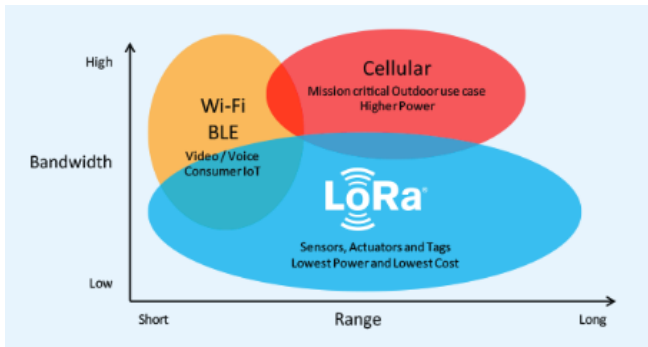 High
Bandwidth
Low
Wi-Fi
BLE
Video / Voice
Consumer IoT
Cellular
Mission critical Outdoor use case
Higher Power
LoRa®
Sensors, Actuators and Tags
Lowest Power and Lowest Cost
Short
Range
Long